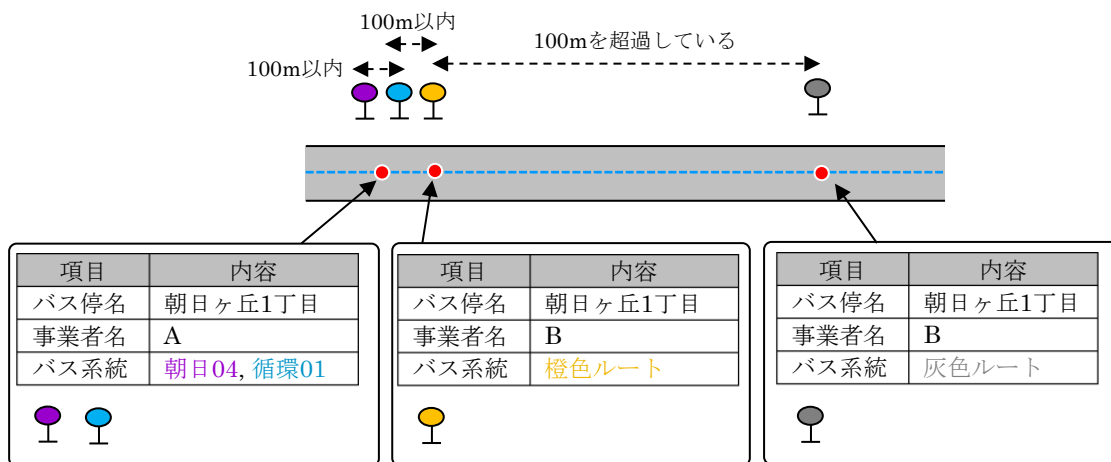 100m以内
100mを超過している
100m以内
項目 内容
バス停名 朝日ヶ丘1丁目
事業者名 A
バス系統 朝日04, 循環01
項目 内容
バス停名 朝日ヶ丘1丁目
事業者名 B
バス系統 橙色ルート
項目 内容
バス停名 朝日ヶ丘1丁目
事業者名 B
バス系統 灰色ルート